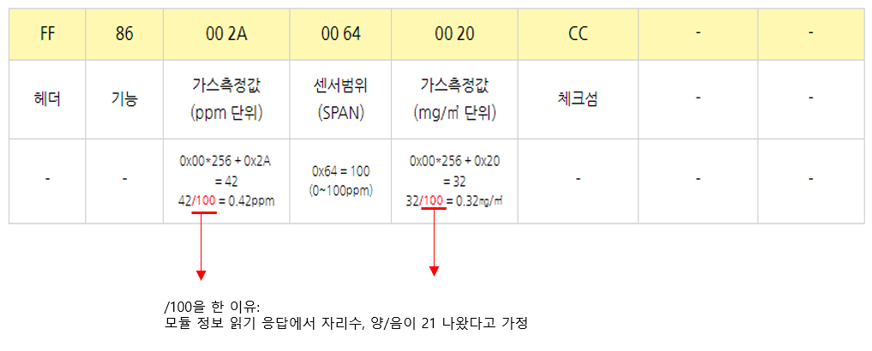 FF 86 00 2A 00 64 00 20 CC - -
헤더 기능 가스측정값 센서범위 가스측정값 체크섬 - -
(ppm 단위) (SPAN) (mg/㎥ 단위)
- - 0x00*256 + 0x2A 0x64 = 100 0x00*256 + 0x20 - - -
= 42 (0~100ppm) = 32
42/100 = 0.42ppm 32/100 = 0.32mg/㎥
/100을 한 이유:
모듈 정보 읽기 응답에서 자리수, 양/음이 21 나왔다고 가정